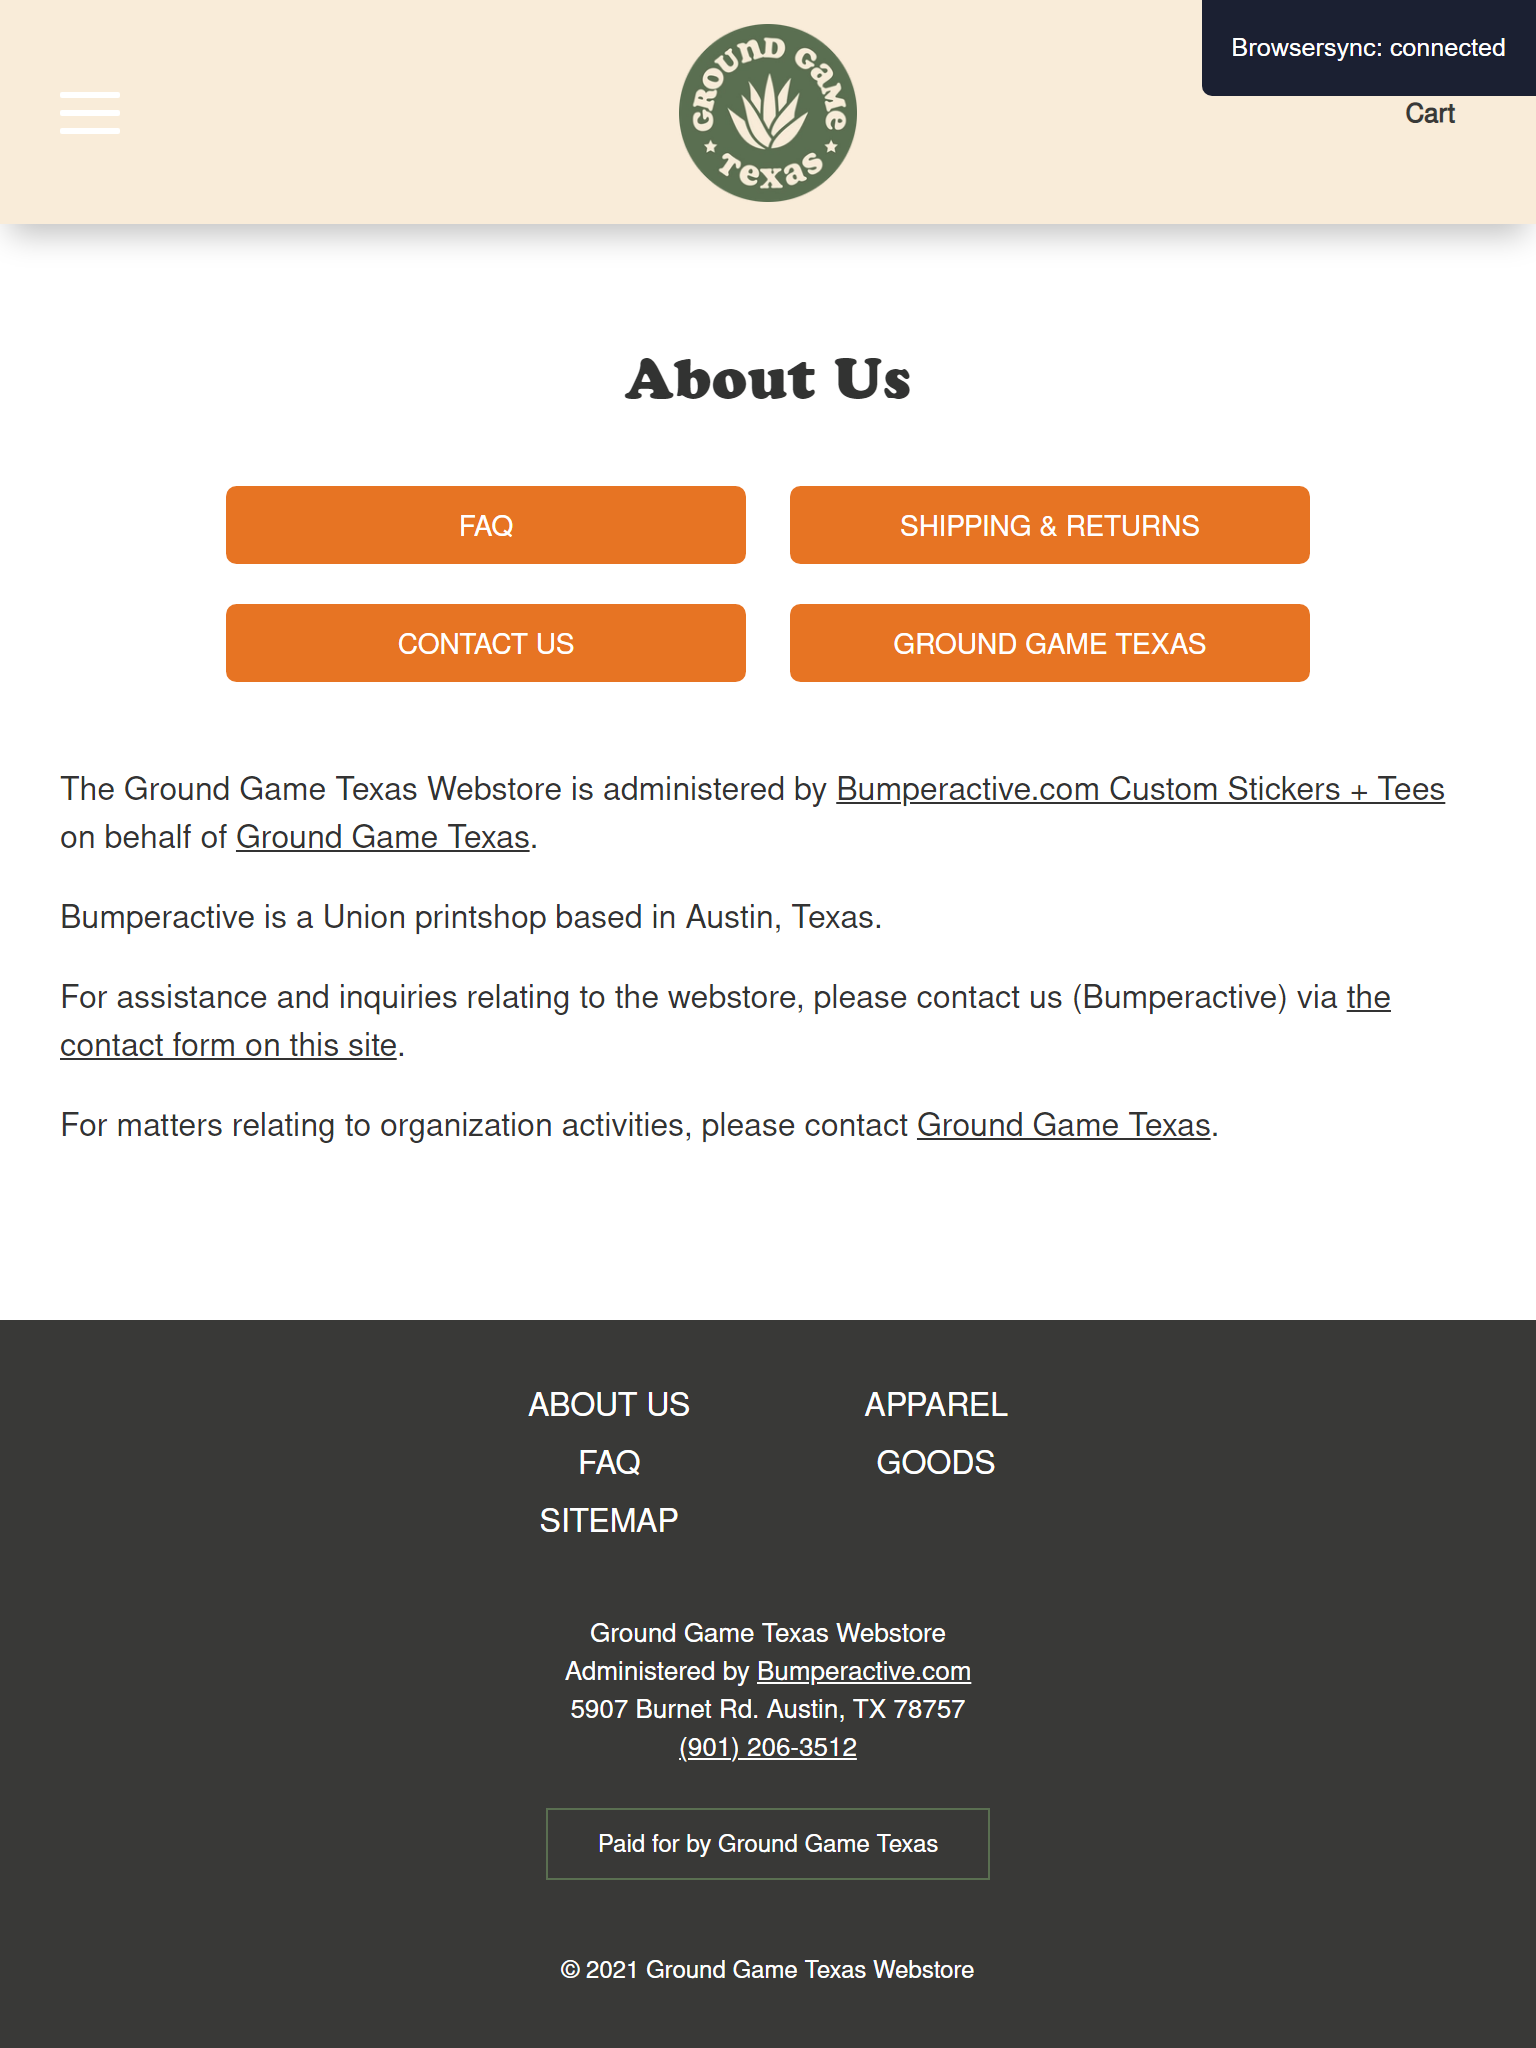 GROUND GAME
TEXAS
Browsersync: connected
Cart
About Us
FAQ
SHIPPING & RETURNS
CONTACT US
GROUND GAME TEXAS
The Ground Game Texas Webstore is administered by Bumperactive.com Custom Stickers + Tees
on behalf of Ground Game Texas.
Bumperactive is a Union printshop based in Austin, Texas.
For assistance and inquiries relating to the webstore, please contact us (Bumperactive) via the
contact form on this site.
For matters relating to organization activities, please contact Ground Game Texas.
ABOUT US
FAQ
SITEMAP
APPAREL
GOODS
Ground Game Texas Webstore
Administered by Bumperactive.com
5907 Burnet Rd. Austin, TX 78757
(901) 206-3512
Paid for by Ground Game Texas
© 2021 Ground Game Texas Webstore